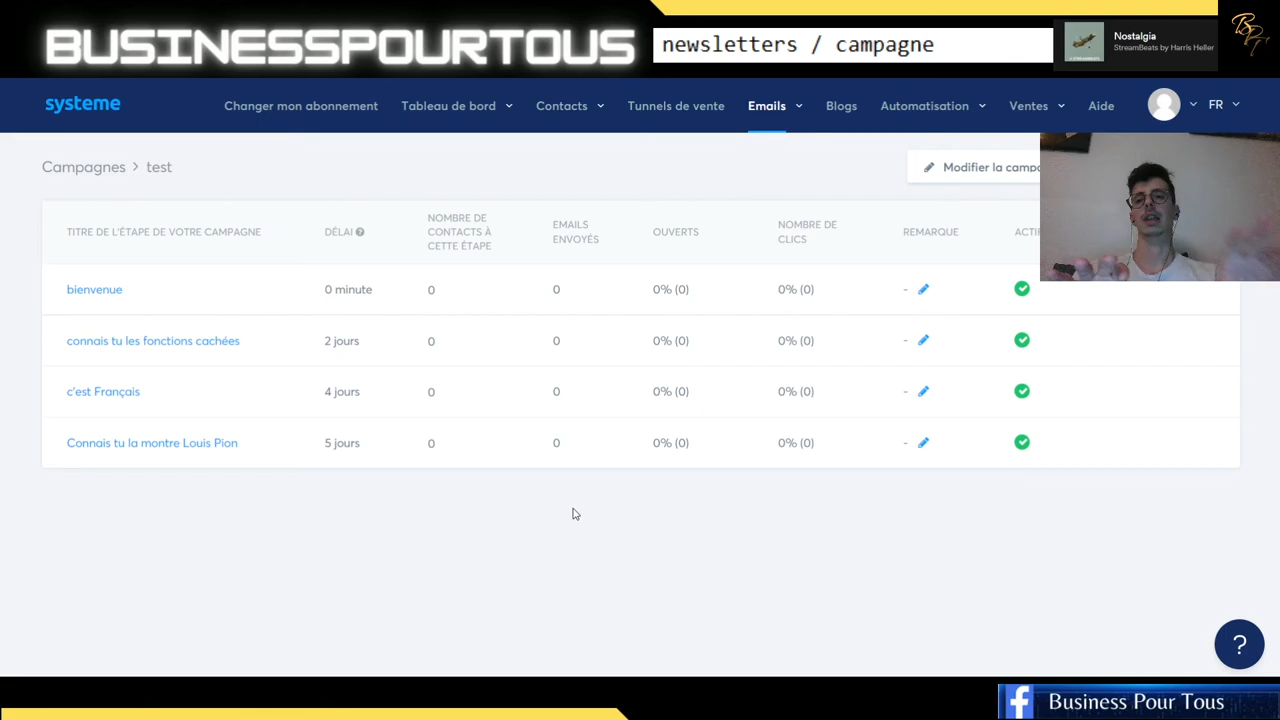 BUSINESSPOURTOUS
newsletters / campagne
Nostalgia
StreamBeats by Harris Heller
systeme
Changer mon abonnement
Tableau de bord
Contacts
Tunnels de vente
Emails
Blogs
Automatisation
Ventes
Aide
FR
Campagnes > test
Modifier la campa
TITRE DE L'ÉTAPE DE VOTRE CAMPAGNE
DÉLAI
NOMBRE DE
CONTACTS À
CETTE ÉTAPE
EMAILS
ENVOYÉS
OUVERTS
NOMBRE DE
CLICS
REMARQUE
ACTIF
bienvenue 0 minute 0 0 0% (0) 0% (0) -
connais tu les fonctions cachées 2 jours 0 0 0% (0) 0% (0) -
c'est Français 4 jours 0 0 0% (0) 0% (0) -
Connais tu la montre Louis Pion 5 jours 0 0 0% (0) 0% (0) -
?
Business Pour Tous